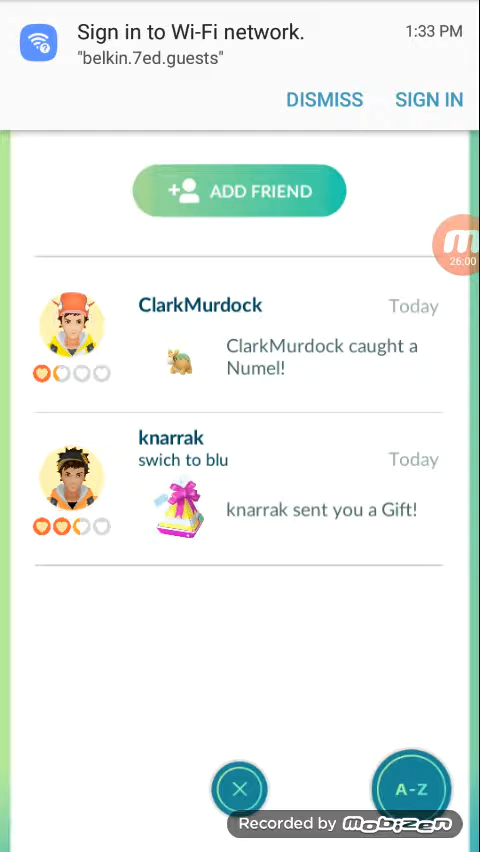 Sign in to Wi-Fi network.
1:33 PM
"belkin.7ed.guests"
DISMISS
SIGN IN
ADD FRIEND
26:00
ClarkMurdock
Today
ClarkMurdock caught a
Numel!
knarrak
swich to blu
Today
knarrak sent you a Gift!
A-Z
Recorded by MOBIZEN